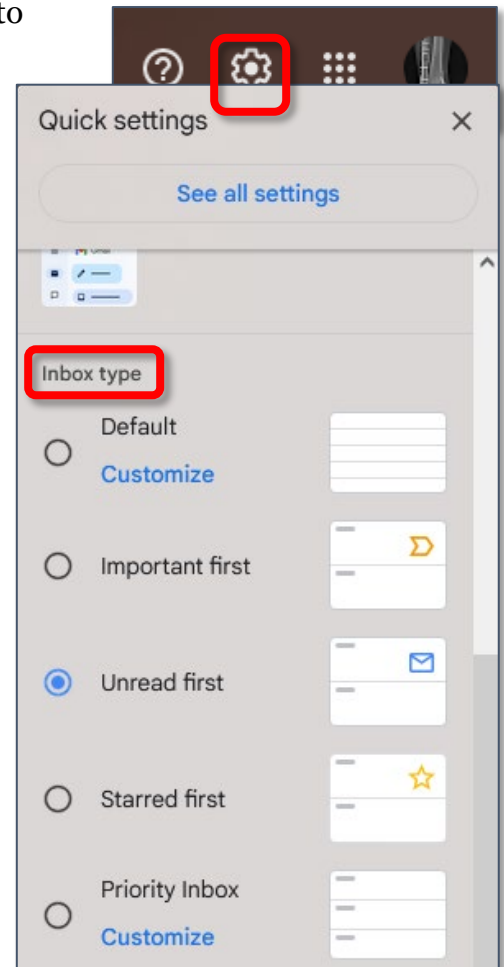 to
Quick settings
See all settings
Inbox type
Default
Customize
Important first
Unread first
Starred first
Priority Inbox
Customize